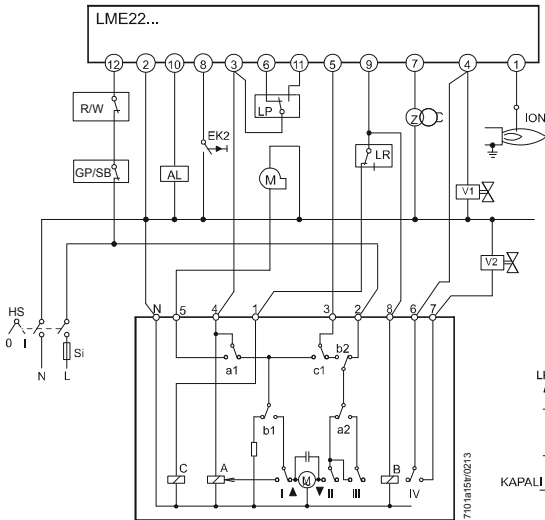 LME22...
12 2 10 8 3 6 11 5 9 7 4 1
R/W
GP/SB
AL
EK2
LP
M
LR
Z
ION
V1
V2
HS
0 I
Si
N L
N 5 4 1 3 2 8 6 7
a1 c1 b2
b1 a2
C A I M II III B IV
7101a15tr/0213
KAPALI